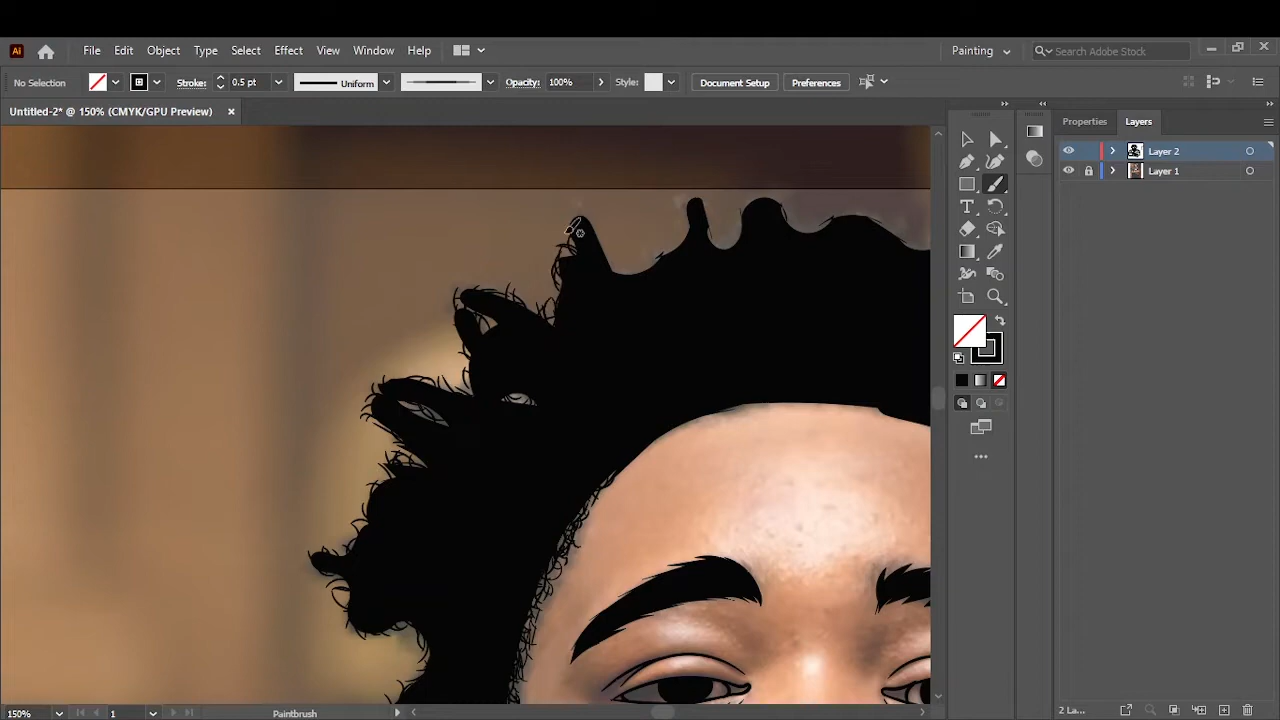 Ai File Edit Object Type Select Effect View Window Help Painting Search Adobe Stock
No Selection Stroke: 0.5 pt Uniform Opacity: 100% Style: Document Setup Preferences
Untitled-2* @ 150% (CMYK/GPU Preview)
Properties Layers
Layer 2
Layer 1
150% 1 Paintbrush 2 La...